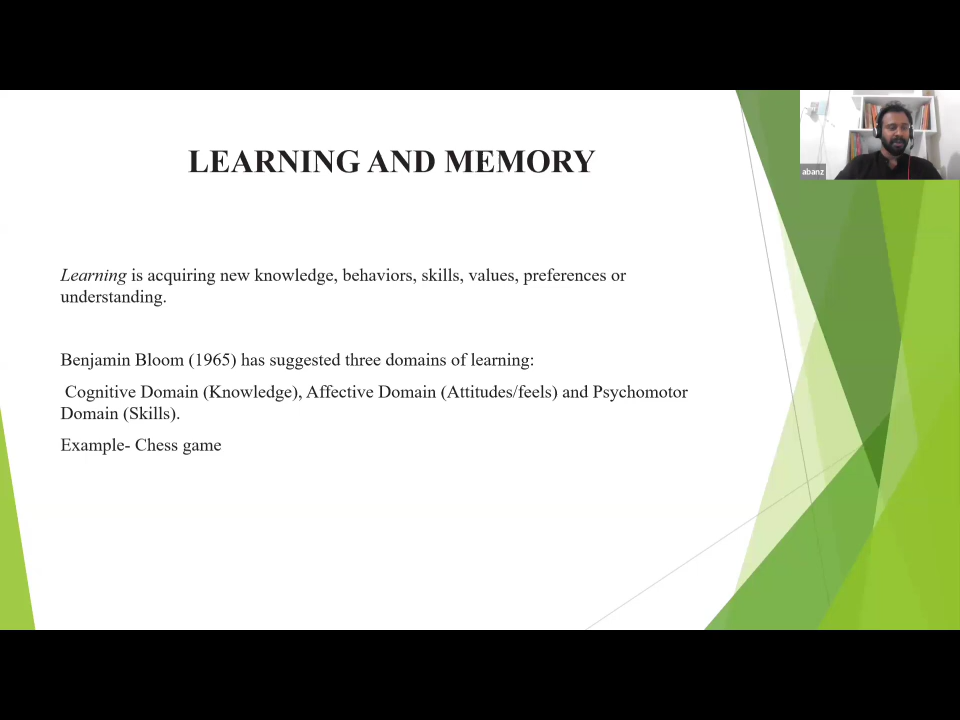 LEARNING AND MEMORY
Learning is acquiring new knowledge, behaviors, skills, values, preferences or
understanding.
Benjamin Bloom (1965) has suggested three domains of learning:
Cognitive Domain (Knowledge), Affective Domain (Attitudes/feels) and Psychomotor
Domain (Skills).
Example- Chess game
abanz